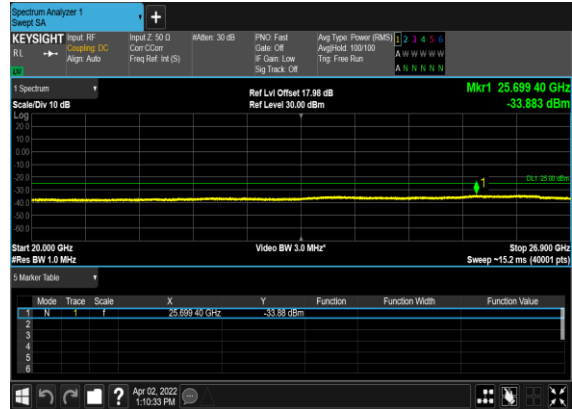 Spectrum Analyzer 1
Swept SA
+
KEYSIGHT Input: RF Input Z: 50 Ω #Atten: 30 dB PNO: Fast Avg Type: Power (RMS) 1 2 3 4 5 6
RL Coupling: DC Corr CCorr Gate: Off Avg|Hold: 100/100 A W W W W W
Align: Auto Freq Ref: Int (S) IF Gain: Low Trig: Free Run
Sig Track: Off A N N N N N
1 Spectrum Ref Lvl Offset 17.98 dB Mkr1 25.699 40 GHz
Scale/Div 10 dB Ref Level 30.00 dBm -33.883 dBm
Log
20.0
10.0
0.00
-10.0
-20.0 1 DL1 -25.00 dBm
-30.0
-40.0
-50.0
-60.0
Start 20.000 GHz Video BW 3.0 MHz* Stop 26.900 GHz
#Res BW 1.0 MHz Sweep ~15.2 ms (40001 pts)
5 Marker Table
Mode Trace Scale X Y Function Function Width Function Value
1 N 1 f 25.699 40 GHz -33.88 dBm
2
3
4
5
6
? Apr 02, 2022
1:10:33 PM